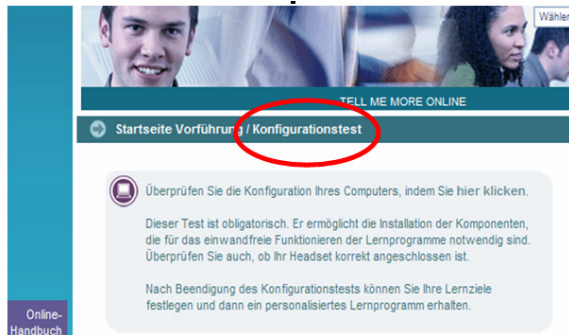 Wähle
TELL ME MORE ONLINE
Startseite Vorführung / Konfigurationstest
Überprüfen Sie die Konfiguration Ihres Computers, indem Sie hier klicken.
Dieser Test ist obligatorisch. Er ermöglicht die Installation der Komponenten,
die für das einwandfreie Funktionieren der Lernprogramme notwendig sind.
Überprüfen Sie auch, ob Ihr Headset korrekt angeschlossen ist.
Nach Beendigung des Konfigurationstests können Sie Ihre Lernziele
festlegen und dann ein personalisiertes Lernprogramm erhalten.
Online-
Handbuch